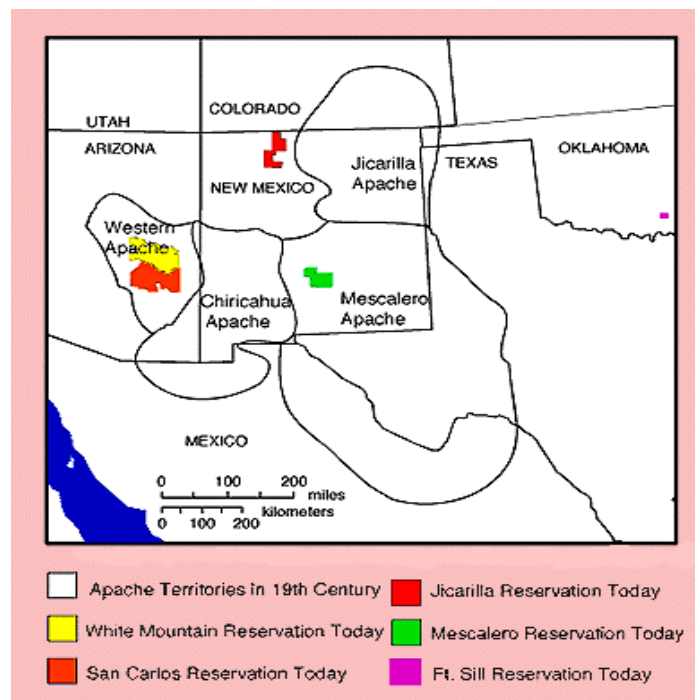 COLORADO
UTAH
ARIZONA
OKLAHOMA
Jicarilla
Apache
TEXAS
NEW MEXICO
Western
Apache
Chiricahua
Apache
Mescalero
Apache
MEXICO
0 100 200
miles
kilometers
0 100 200
Apache Territories in 19th Century
Jicarilla Reservation Today
White Mountain Reservation Today
Mescalero Reservation Today
San Carlos Reservation Today
Ft. Sill Reservation Today